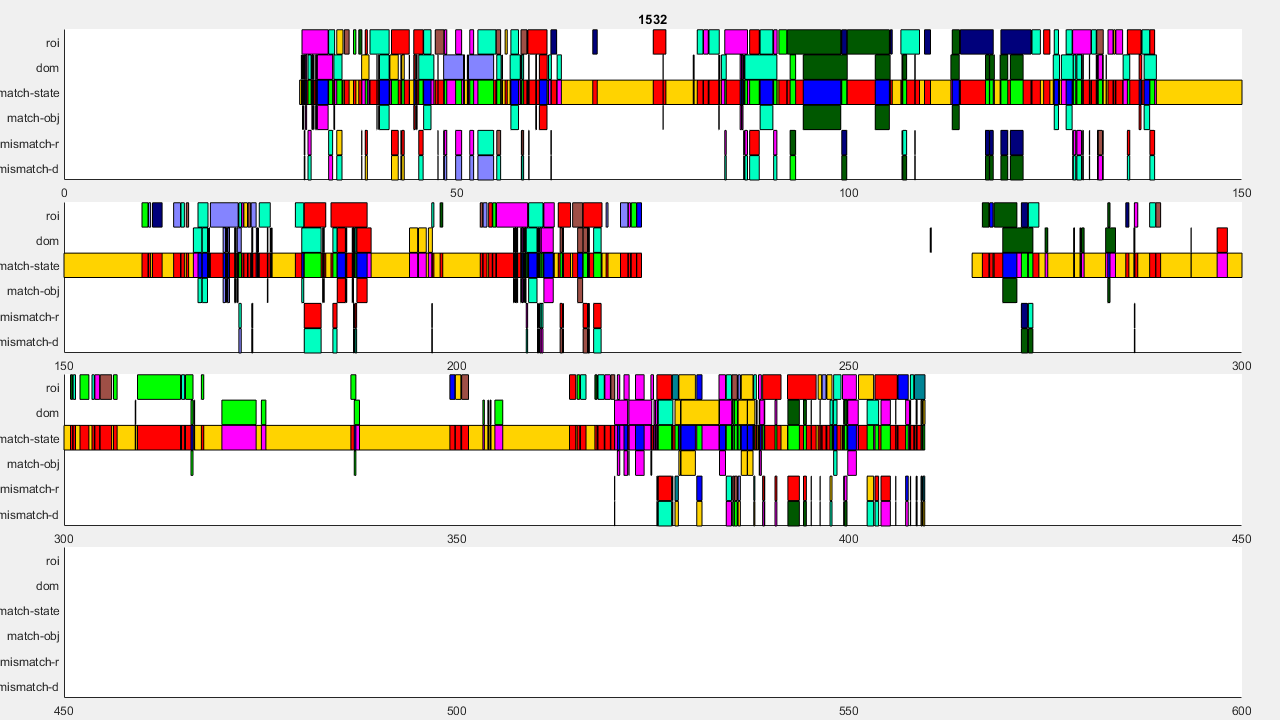 1532
roi
dom
match-state
match-obj
mismatch-r
mismatch-d
0 50 100 150
roi
dom
match-state
match-obj
mismatch-r
mismatch-d
150 200 250 300
roi
dom
match-state
match-obj
mismatch-r
mismatch-d
300 350 400 450
roi
dom
match-state
match-obj
mismatch-r
mismatch-d
450 500 550 600